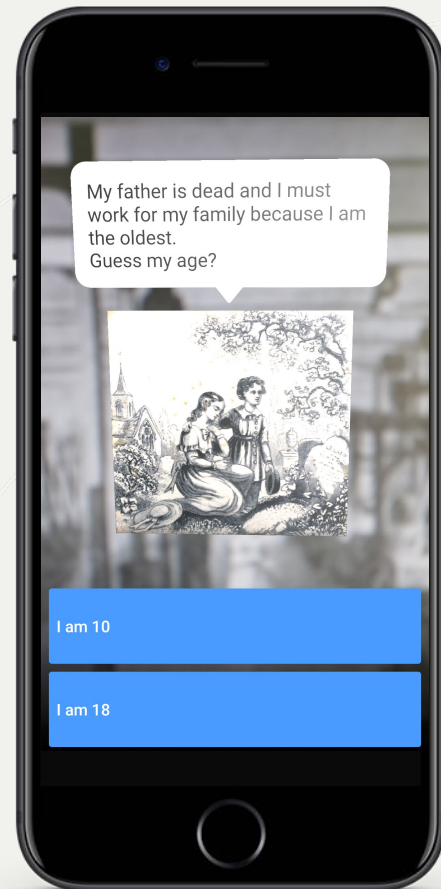 My father is dead and I must
work for my family because I am
the oldest.
Guess my age?
I am 10
I am 18